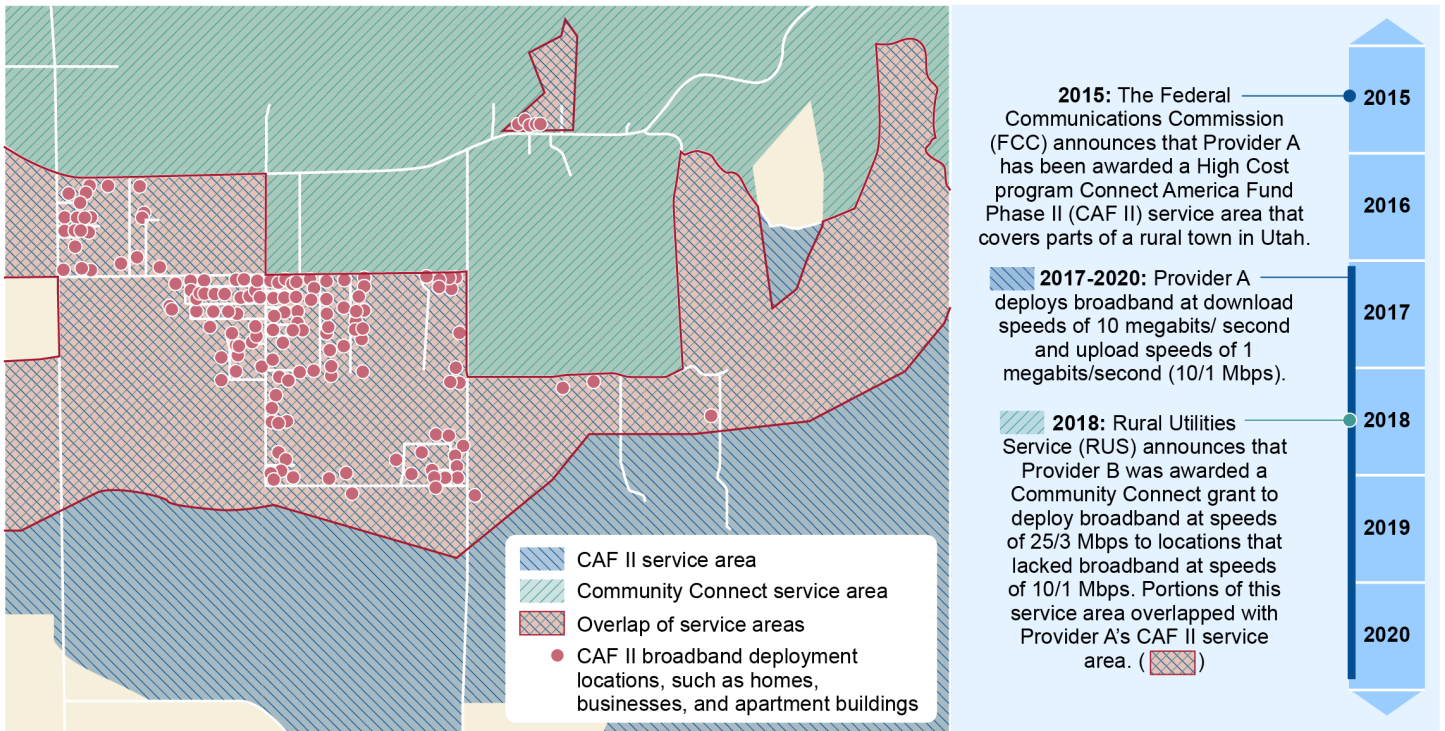 CAF II service area
Community Connect service area
Overlap of service areas
CAF II broadband deployment
locations, such as homes,
businesses, and apartment buildings
2015: The Federal
Communications Commission
(FCC) announces that Provider A
has been awarded a High Cost
program Connect America Fund
Phase II (CAF II) service area that
covers parts of a rural town in Utah.
2017-2020: Provider A
deploys broadband at download
speeds of 10 megabits/ second
and upload speeds of 1
megabits/second (10/1 Mbps).
2018: Rural Utilities
Service (RUS) announces that
Provider B was awarded a
Community Connect grant to
deploy broadband at speeds
of 25/3 Mbps to locations that
lacked broadband at speeds
of 10/1 Mbps. Portions of this
service area overlapped with
Provider A’s CAF II service
area. ( )
2015
2016
2017
2018
2019
2020